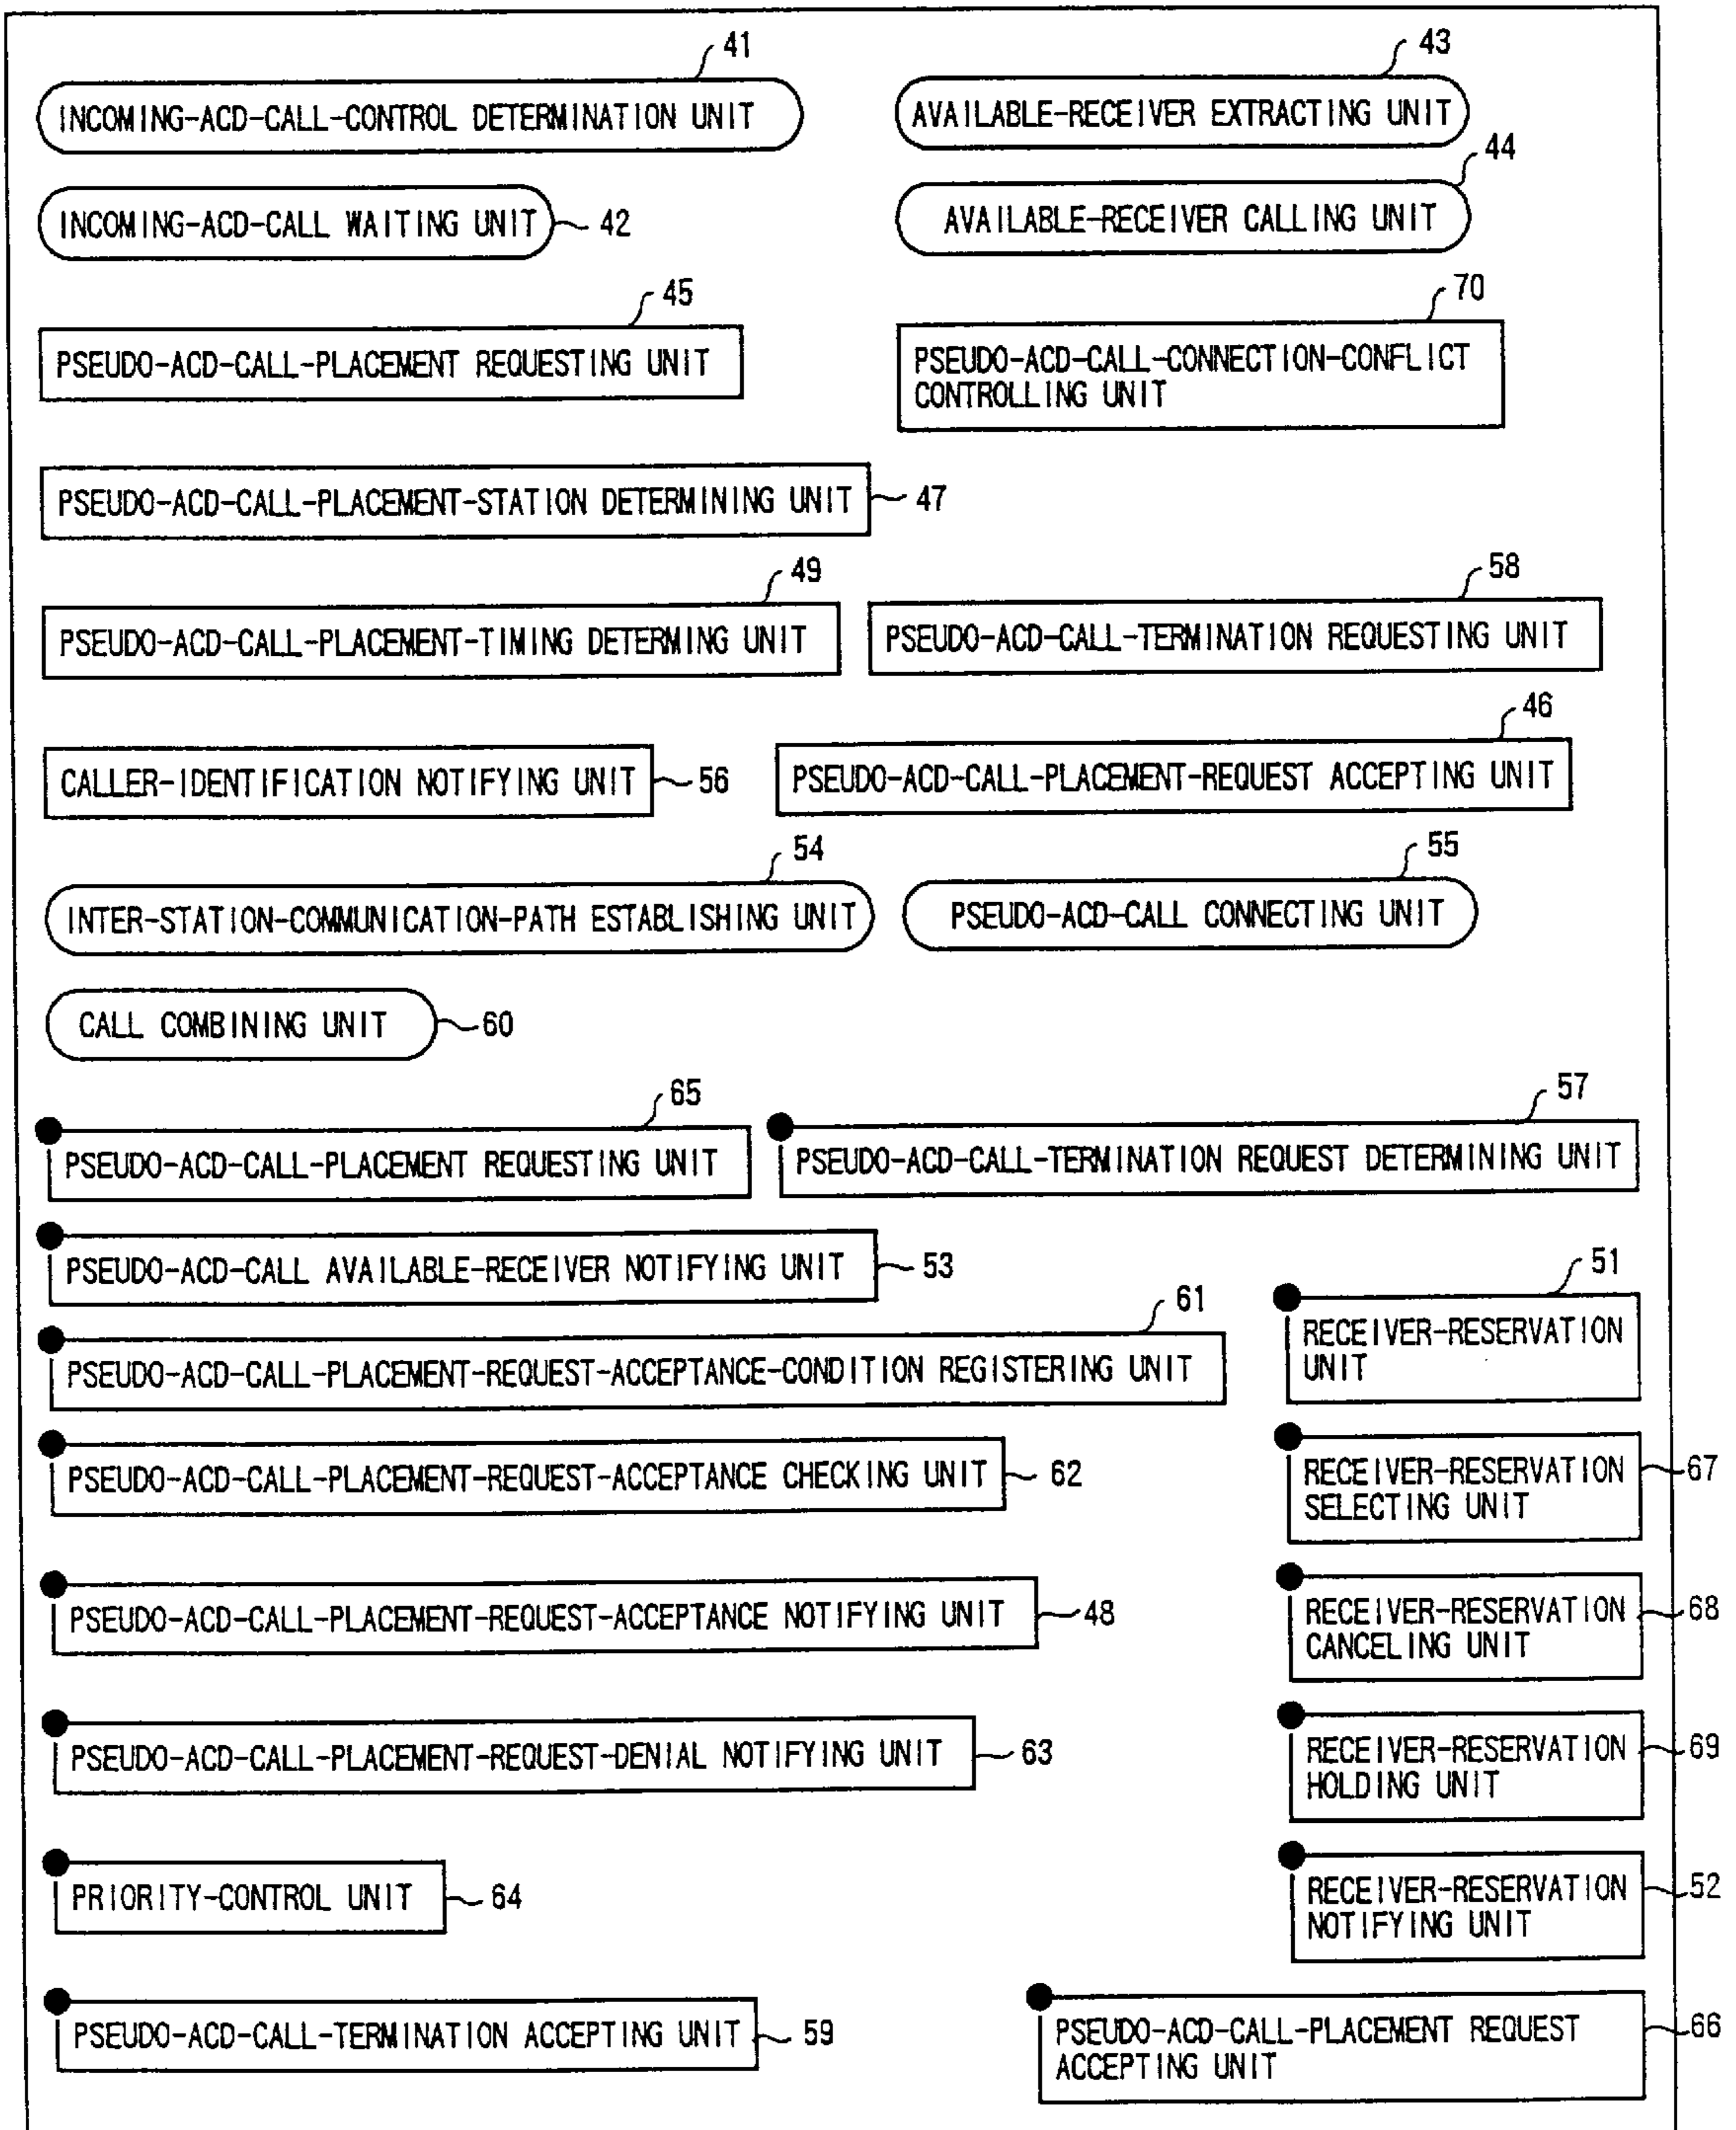 41
43
INCOMING-ACD-CALL-CONTROL DETERMINATION UNIT
AVAILABLE-RECEIVER EXTRACTING UNIT
44
INCOMING-ACD-CALL WAITING UNIT
42
AVAILABLE-RECEIVER CALLING UNIT
45
70
PSEUDO-ACD-CALL-PLACEMENT REQUESTING UNIT
PSEUDO-ACD-CALL-CONNECTION-CONFLICT
CONTROLLING UNIT
PSEUDO-ACD-CALL-PLACEMENT-STATION DETERMINING UNIT
47
49
58
PSEUDO-ACD-CALL-PLACEMENT-TIMING DETERMING UNIT
PSEUDO-ACD-CALL-TERMINATION REQUESTING UNIT
46
CALLER-IDENTIFICATION NOTIFYING UNIT
56
PSEUDO-ACD-CALL-PLACEMENT-REQUEST ACCEPTING UNIT
54
55
INTER-STATION-COMMUNICATION-PATH ESTABLISHING UNIT
PSEUDO-ACD-CALL CONNECTING UNIT
CALL COMBINING UNIT
60
65
57
PSEUDO-ACD-CALL-PLACEMENT REQUESTING UNIT
PSEUDO-ACD-CALL-TERMINATION REQUEST DETERMINING UNIT
PSEUDO-ACD-CALL AVAILABLE-RECEIVER NOTIFYING UNIT
53
51
RECEIVER-RESERVATION
UNIT
61
PSEUDO-ACD-CALL-PLACEMENT-REQUEST-ACCEPTANCE-CONDITION REGISTERING UNIT
PSEUDO-ACD-CALL-PLACEMENT-REQUEST-ACCEPTANCE CHECKING UNIT
62
RECEIVER-RESERVATION
SELECTING UNIT
67
PSEUDO-ACD-CALL-PLACEMENT-REQUEST-ACCEPTANCE NOTIFYING UNIT
48
RECEIVER-RESERVATION
CANCELING UNIT
68
PSEUDO-ACD-CALL-PLACEMENT-REQUEST-DENIAL NOTIFYING UNIT
63
RECEIVER-RESERVATION
HOLDING UNIT
69
PRIORITY-CONTROL UNIT
64
RECEIVER-RESERVATION
NOTIFYING UNIT
52
PSEUDO-ACD-CALL-TERMINATION ACCEPTING UNIT
59
PSEUDO-ACD-CALL-PLACEMENT REQUEST
ACCEPTING UNIT
66